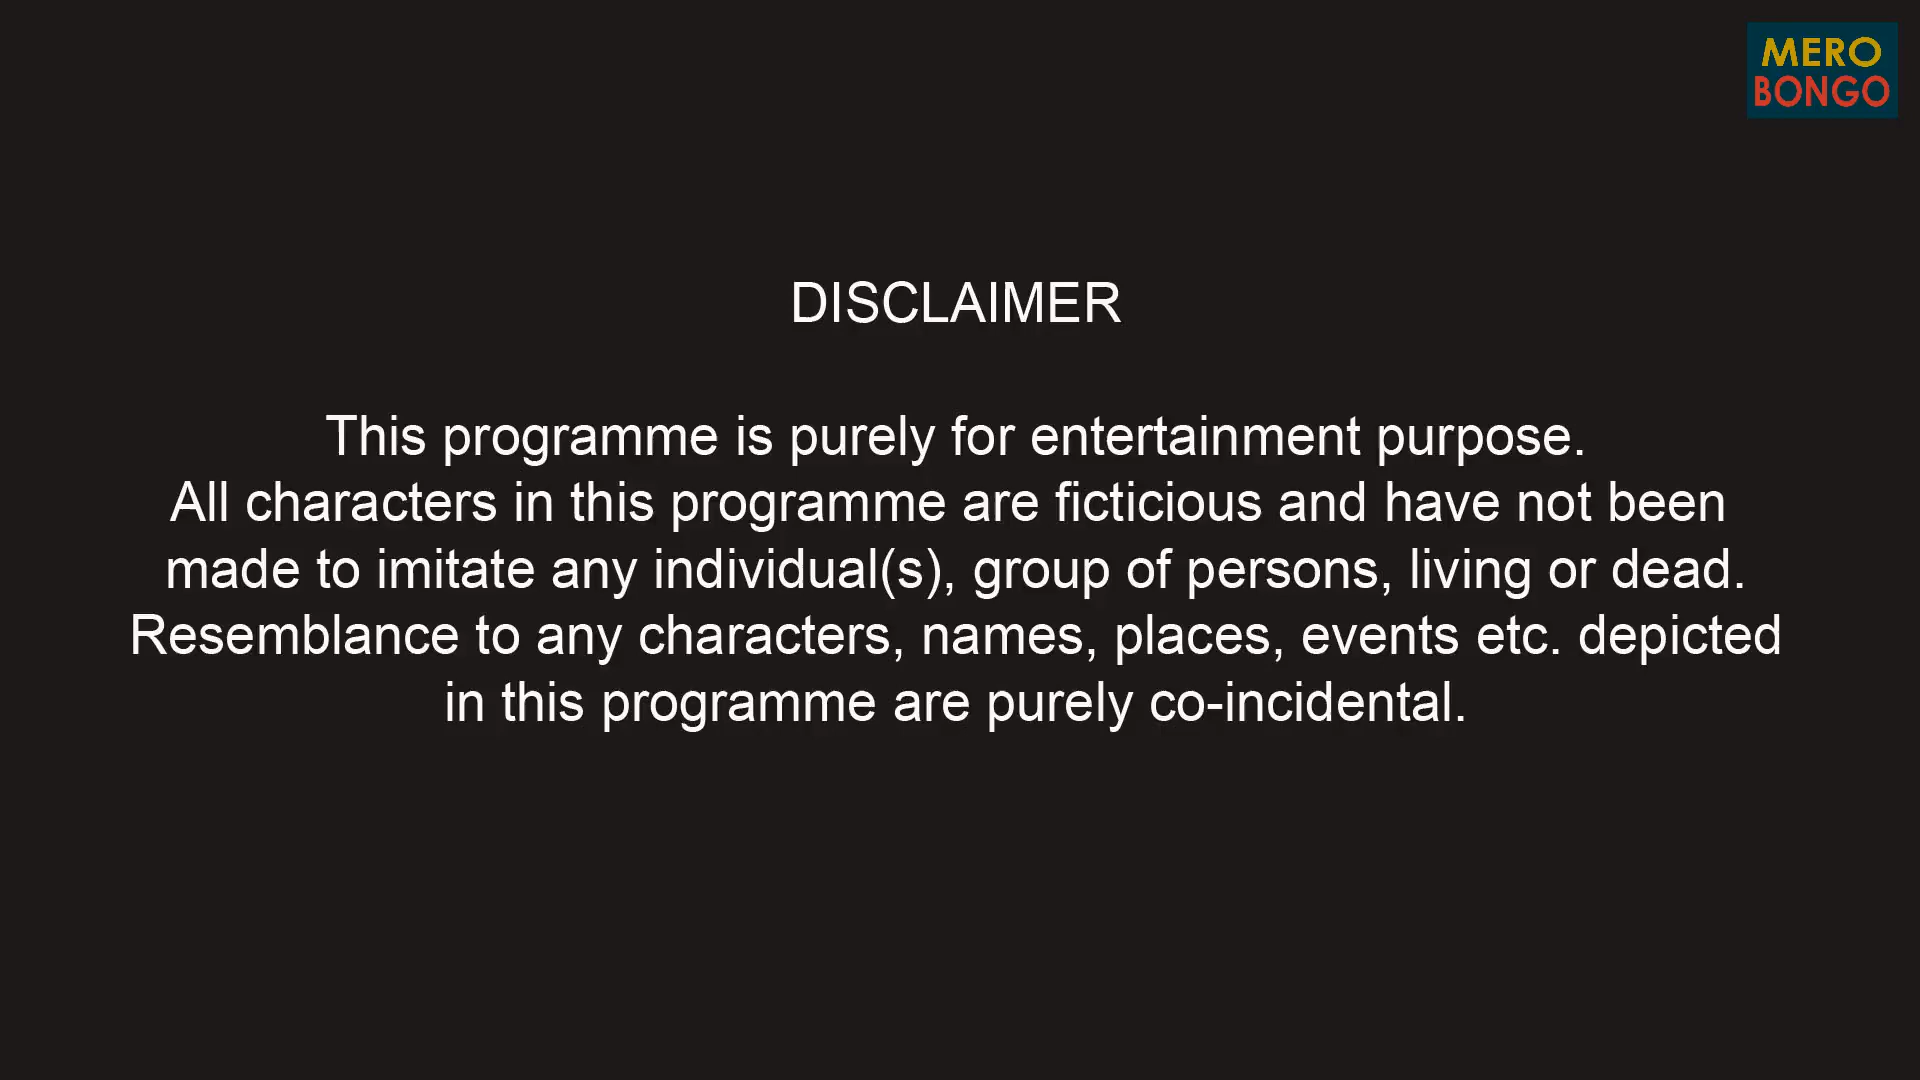 MERO
BONGO
DISCLAIMER
This programme is purely for entertainment purpose.
All characters in this programme are ficticious and have not been
made to imitate any individual(s), group of persons, living or dead.
Resemblance to any characters, names, places, events etc. depicted
in this programme are purely co-incidental.